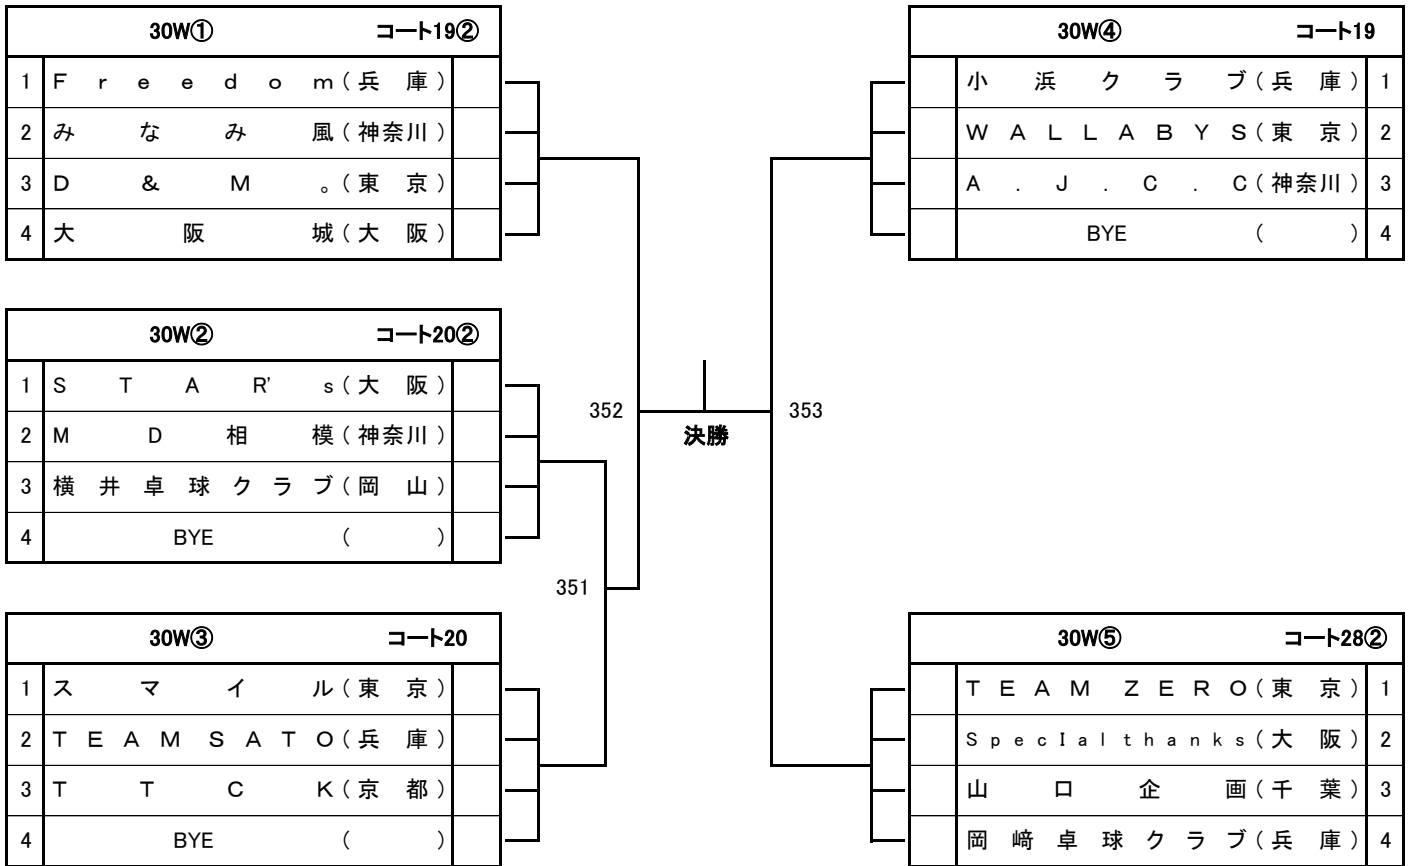 30W① コート19②
1 Freedom(兵庫)
2 みなみ風(神奈川)
3 D&M。(東京)
4 大阪城(大阪)
30W④ コート19
小浜クラブ(兵庫) 1
WALLABYS(東京) 2
A.J.C.C(神奈川) 3
BYE ( ) 4
30W② コート20②
1 STAR's(大阪)
2 MD相模(神奈川)
3 横井卓球クラブ(岡山)
4 BYE ( )
352
決勝
353
351
30W③ コート20
1 スマイル(東京)
2 TEAM SATO(兵庫)
3 TTCK(京都)
4 BYE ( )
30W⑤ コート28②
TEAM ZERO(東京) 1
SpecIalthanks(大阪) 2
山口企画(千葉) 3
岡﨑卓球クラブ(兵庫) 4